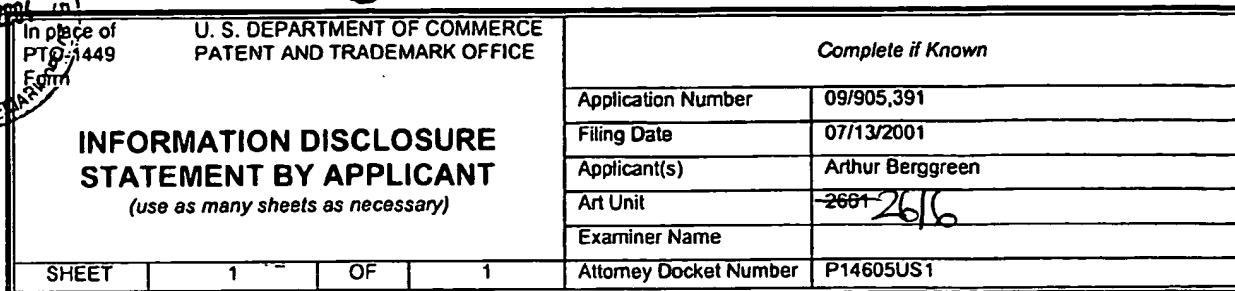 In place of
PTO-1449
Form
U. S. DEPARTMENT OF COMMERCE
PATENT AND TRADEMARK OFFICE
INFORMATION DISCLOSURE
STATEMENT BY APPLICANT
(use as many sheets as necessary)
SHEET 1 OF 1
Complete if Known
Application Number 09/905,391
Filing Date 07/13/2001
Applicant(s) Arthur Berggreen
Art Unit 2661 2616
Examiner Name
Attorney Docket Number P14605US1